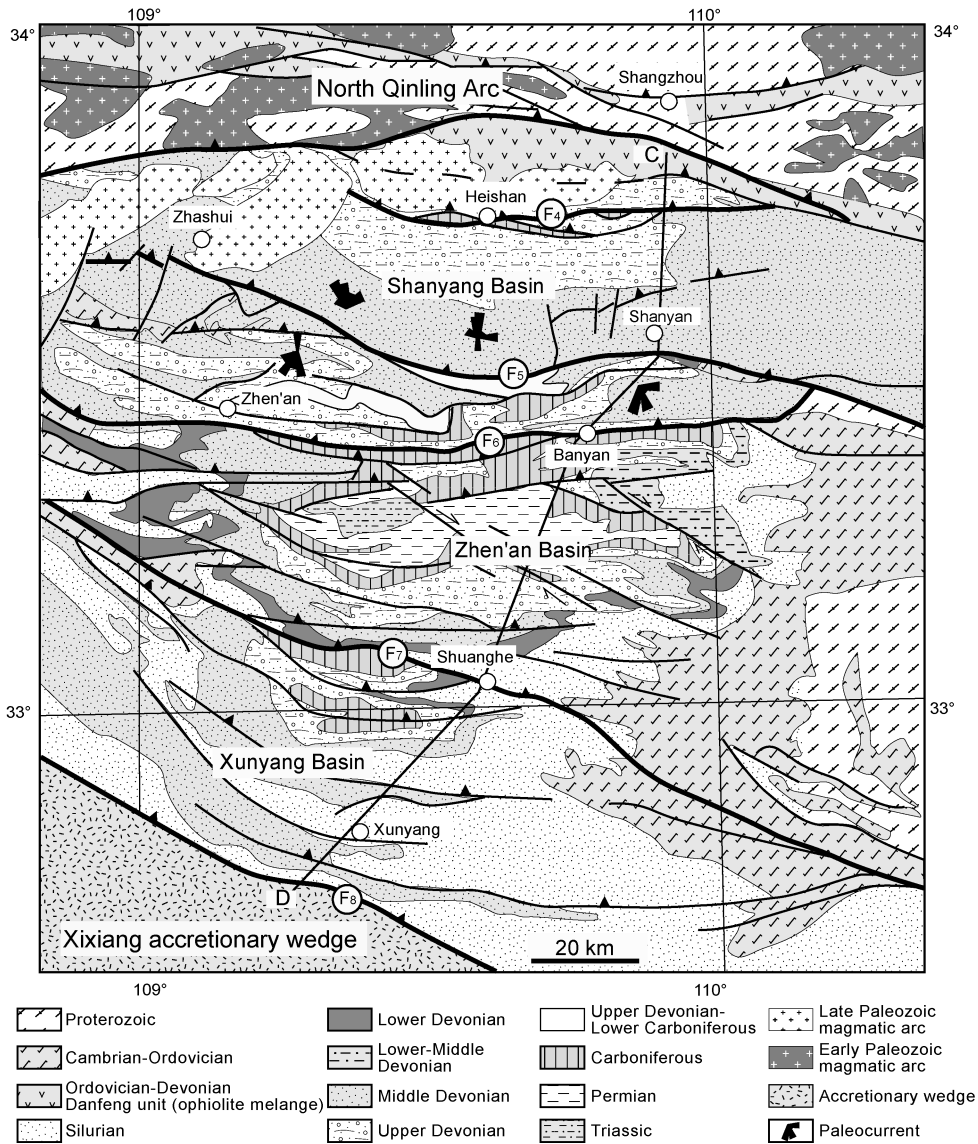 109°
110°
34°
34°
Shangzhou
North Qinling Arc
C
Heishan
F4
Zhashui
Shanyang Basin
Shanyan
F5
Zhen'an
F6
Banyan
Zhen'an Basin
F7
Shuanghe
33°
33°
Xunyang Basin
Xunyang
D
F8
Xixiang accretionary wedge
20 km
109°
110°
Proterozoic
Cambrian-Ordovician
Ordovician-Devonian
Danfeng unit (ophiolite melange)
Silurian
Lower Devonian
Lower-Middle
Devonian
Middle Devonian
Upper Devonian
Upper Devonian-
Lower Carboniferous
Carboniferous
Permian
Triassic
Late Paleozoic
magmatic arc
Early Paleozoic
magmatic arc
Accretionary wedge
Paleocurrent